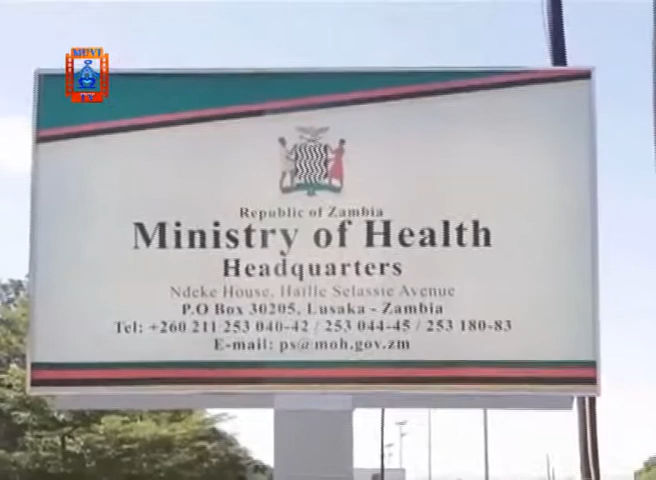 MUVI
TV
Republic of Zambia
Ministry of Health
Headquarters
Ndeke House, Haille Selassie Avenue
P.O Box 30205, Lusaka - Zambia
Tel: +260 211 253 040-42 / 253 044-45 / 253 180-83
E-mail: ps@moh.gov.zm